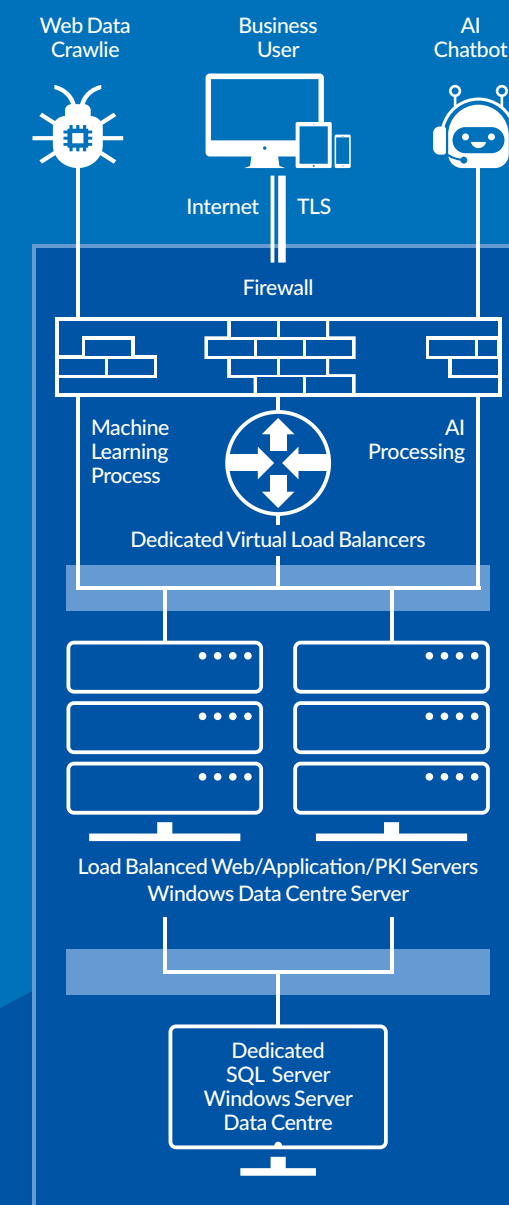 Web Data
Crawlie
Business
User
AI
Chatbot
Internet
TLS
Firewall
Machine
Learning
Process
AI
Processing
Dedicated Virtual Load Balancers
Load Balanced Web/Application/PKI Servers
Windows Data Centre Server
Dedicated
SQL Server
Windows Server
Data Centre